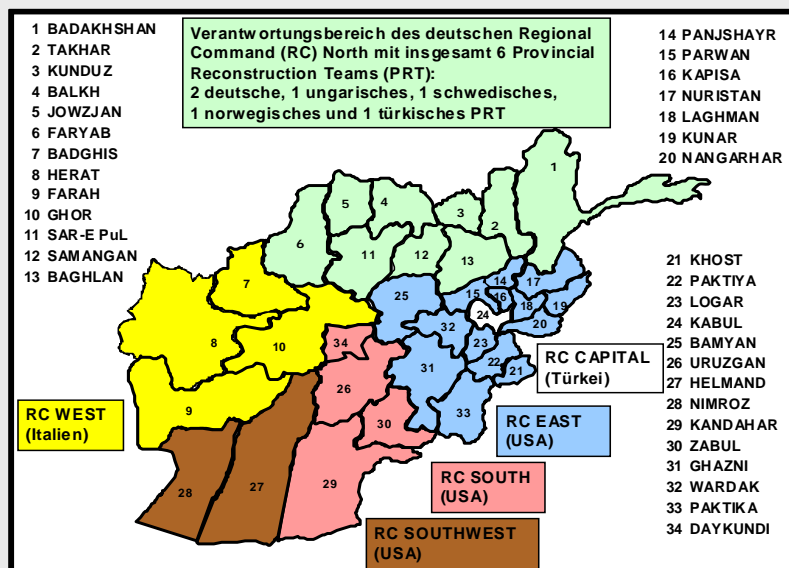 1 BADAKHSHAN
2 TAKHAR
3 KUNDUZ
4 BALKH
5 JOWZJAN
6 FARYAB
7 BADGHIS
8 HERAT
9 FARAH
10 GHOR
11 SAR-E PuL
12 SAMANGAN
13 BAGHLAN
Verantwortungsbereich des deutschen Regional
Command (RC) North mit insgesamt 6 Provincial
Reconstruction Teams (PRT):
2 deutsche, 1 ungarisches, 1 schwedisches,
1 norwegisches und 1 türkisches PRT
14 PANJSHAYR
15 PARWAN
16 KAPISA
17 NURISTAN
18 LAGHMAN
19 KUNAR
20 NANGARHAR
1
2
3
4
5
6
11
12
13
7
8
9
10
14
15
16
17
18
19
20
24
25
32
23
22
21
31
33
34
26
30
29
28
27
RC WEST
(Italien)
RC CAPITAL
(Türkei)
RC EAST
(USA)
RC SOUTH
(USA)
RC SOUTHWEST
(USA)
21 KHOST
22 PAKTIYA
23 LOGAR
24 KABUL
25 BAMYAN
26 URUZGAN
27 HELMAND
28 NIMROZ
29 KANDAHAR
30 ZABUL
31 GHAZNI
32 WARDAK
33 PAKTIKA
34 DAYKUNDI